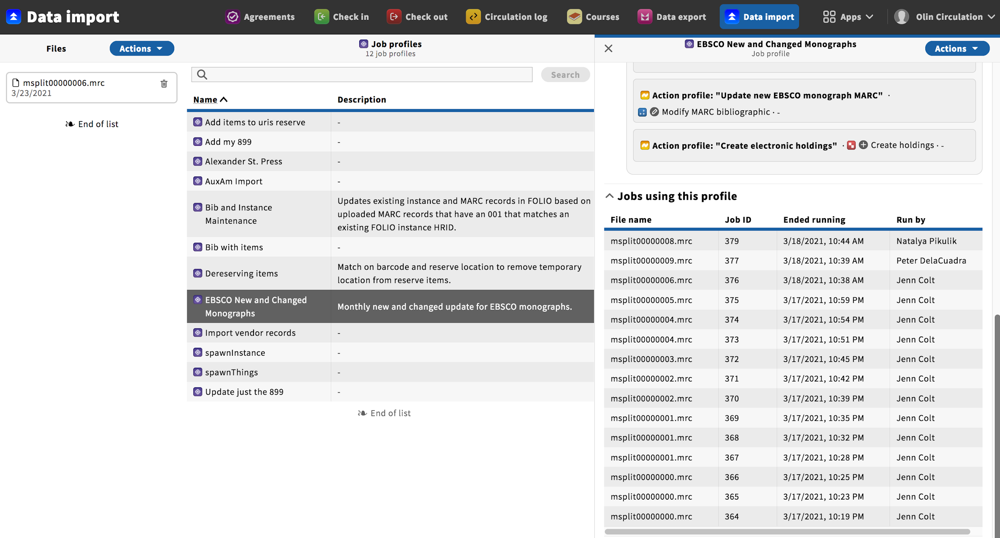 Data import
Agreements
Check in
Check out
Circulation log
Courses
Data export
Data import
Apps
Olin Circulation
Files
Actions
msplit00000006.mrc
3/23/2021
End of list
Job profiles
12 job profiles
Search
Name Description
Add items to uris reserve -
Add my 899 -
Alexander St. Press -
AuxAm Import -
Bib and Instance
Maintenance
Updates existing instance and MARC records in FOLIO based on
uploaded MARC records that have an 001 that matches an
existing FOLIO instance HRID.
Bib with items -
Dereserving items
Match on barcode and reserve location to remove temporary
location from reserve items.
EBSCO New and Changed
Monographs
Monthly new and changed update for EBSCO monographs.
Import vendor records -
spawnInstance -
spawnThings -
Update just the 899 -
End of list
EBSCO New and Changed Monographs
Job profile
Actions
Action profile: "Update new EBSCO monograph MARC" ·
Modify MARC bibliographic · -
Action profile: "Create electronic holdings" · Create holdings · -
Jobs using this profile
File name Job ID Ended running Run by
msplit00000008.mrc 379 3/18/2021, 10:44 AM Natalya Pikulik
msplit00000009.mrc 377 3/18/2021, 10:39 AM Peter DelaCuadra
msplit00000006.mrc 376 3/18/2021, 10:38 AM Jenn Colt
msplit00000005.mrc 375 3/17/2021, 10:59 PM Jenn Colt
msplit00000004.mrc 374 3/17/2021, 10:54 PM Jenn Colt
msplit00000004.mrc 373 3/17/2021, 10:51 PM Jenn Colt
msplit00000003.mrc 372 3/17/2021, 10:45 PM Jenn Colt
msplit00000002.mrc 371 3/17/2021, 10:42 PM Jenn Colt
msplit00000002.mrc 370 3/17/2021, 10:39 PM Jenn Colt
msplit00000001.mrc 369 3/17/2021, 10:35 PM Jenn Colt
msplit00000001.mrc 368 3/17/2021, 10:32 PM Jenn Colt
msplit00000001.mrc 367 3/17/2021, 10:28 PM Jenn Colt
msplit00000000.mrc 366 3/17/2021, 10:25 PM Jenn Colt
msplit00000000.mrc 365 3/17/2021, 10:23 PM Jenn Colt
msplit00000000.mrc 364 3/17/2021, 10:19 PM Jenn Colt